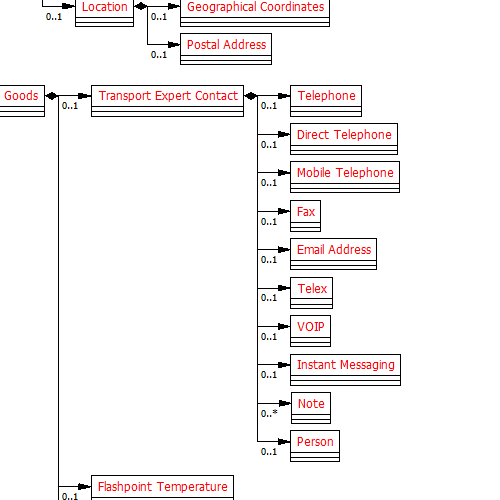 Location
0..1
Geographical Coordinates
0..1
Postal Address
0..1
Goods
0..1
Transport Expert Contact
0..1
Telephone
0..1
Direct Telephone
0..1
Mobile Telephone
0..1
Fax
0..1
Email Address
0..1
Telex
0..1
VOIP
0..1
Instant Messaging
0..1
Note
0..*
Person
0..1
Flashpoint Temperature
0..1